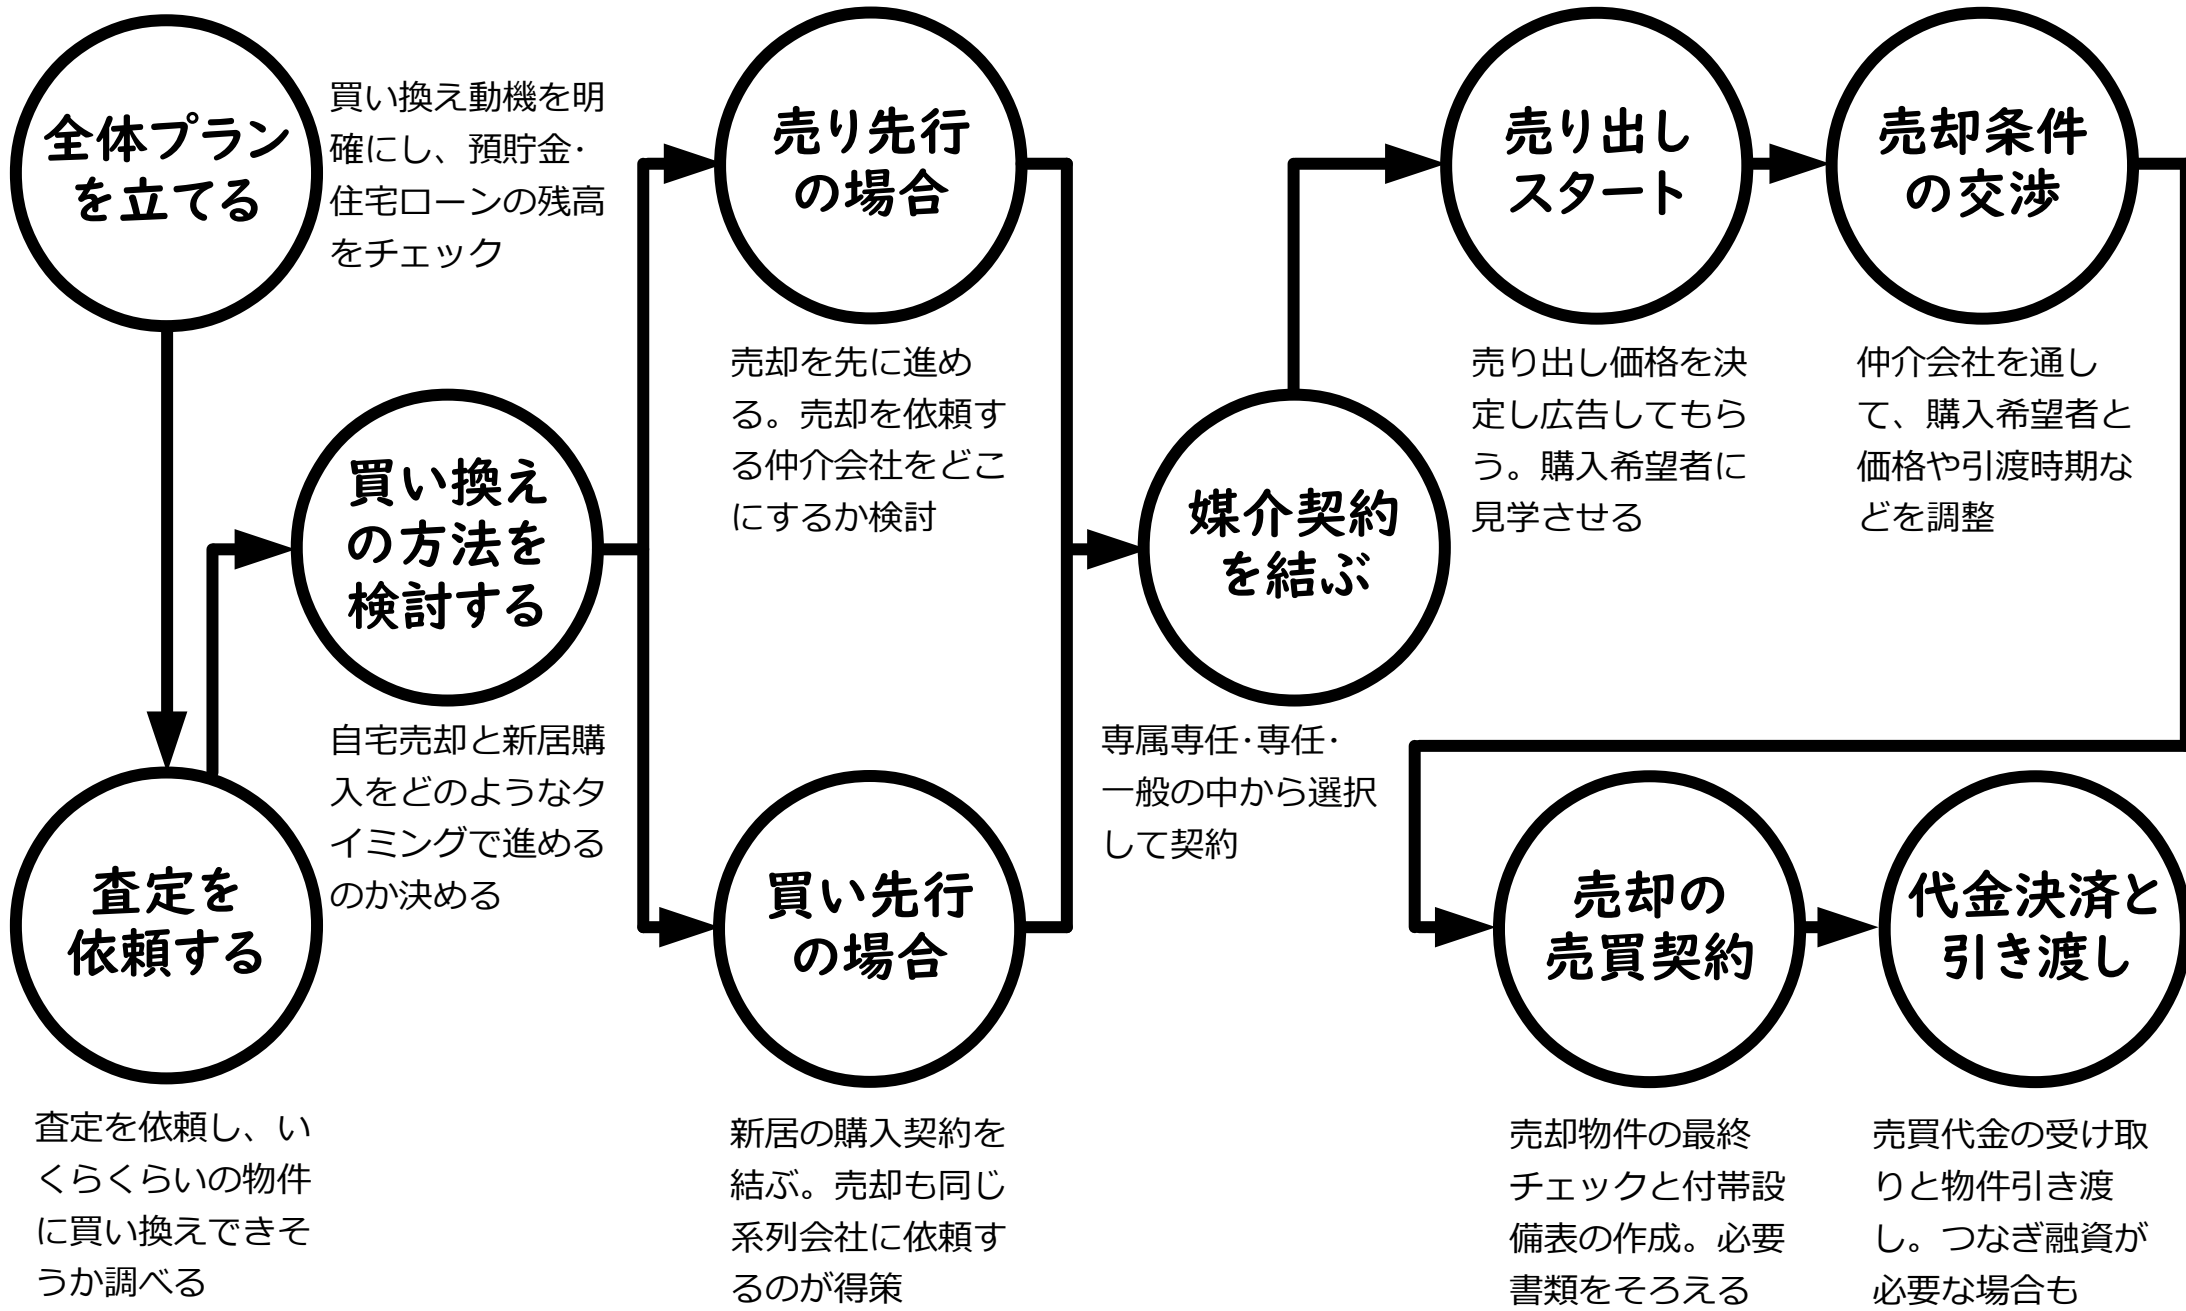 全体プラン
を立てる
買い換え動機を明
確にし、預貯金･
住宅ローンの残高
をチェック
査定を
依頼する
査定を依頼し、い
くらくらいの物件
に買い換えできそ
うか調べる
買い換え
の方法を
検討する
自宅売却と新居購
入をどのようなタ
イミングで進める
のか決める
売り先行
の場合
売却を先に進め
る。売却を依頼す
る仲介会社をどこ
にするか検討
買い先行
の場合
新居の購入契約を
結ぶ。売却も同じ
系列会社に依頼す
るのが得策
媒介契約
を結ぶ
専属専任･専任･
一般の中から選択
して契約
売り出し
スタート
売り出し価格を決
定し広告してもら
う。購入希望者に
見学させる
売却条件
の交渉
仲介会社を通し
て、購入希望者と
価格や引渡時期な
どを調整
売却の
売買契約
売却物件の最終
チェックと付帯設
備表の作成。必要
書類をそろえる
代金決済と
引き渡し
売買代金の受け取
りと物件引き渡
し。つなぎ融資が
必要な場合も